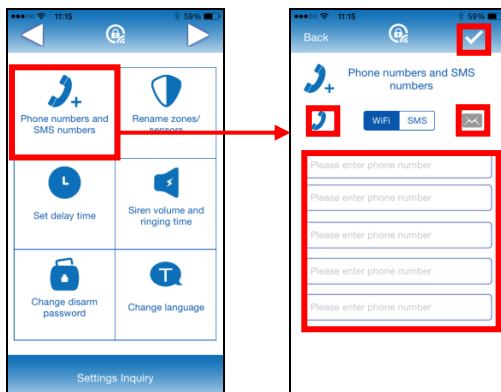 11:15
59%
Phone numbers and
SMS numbers
Rename zones/
sensors
Set delay time
Siren volume and
ringing time
Change disarm
password
T
Change language
Settings Inquiry
11:15
59%
Back
Phone numbers and SMS
numbers
WiFi
SMS
Please enter phone number
Please enter phone number
Please enter phone number
Please enter phone number
Please enter phone number